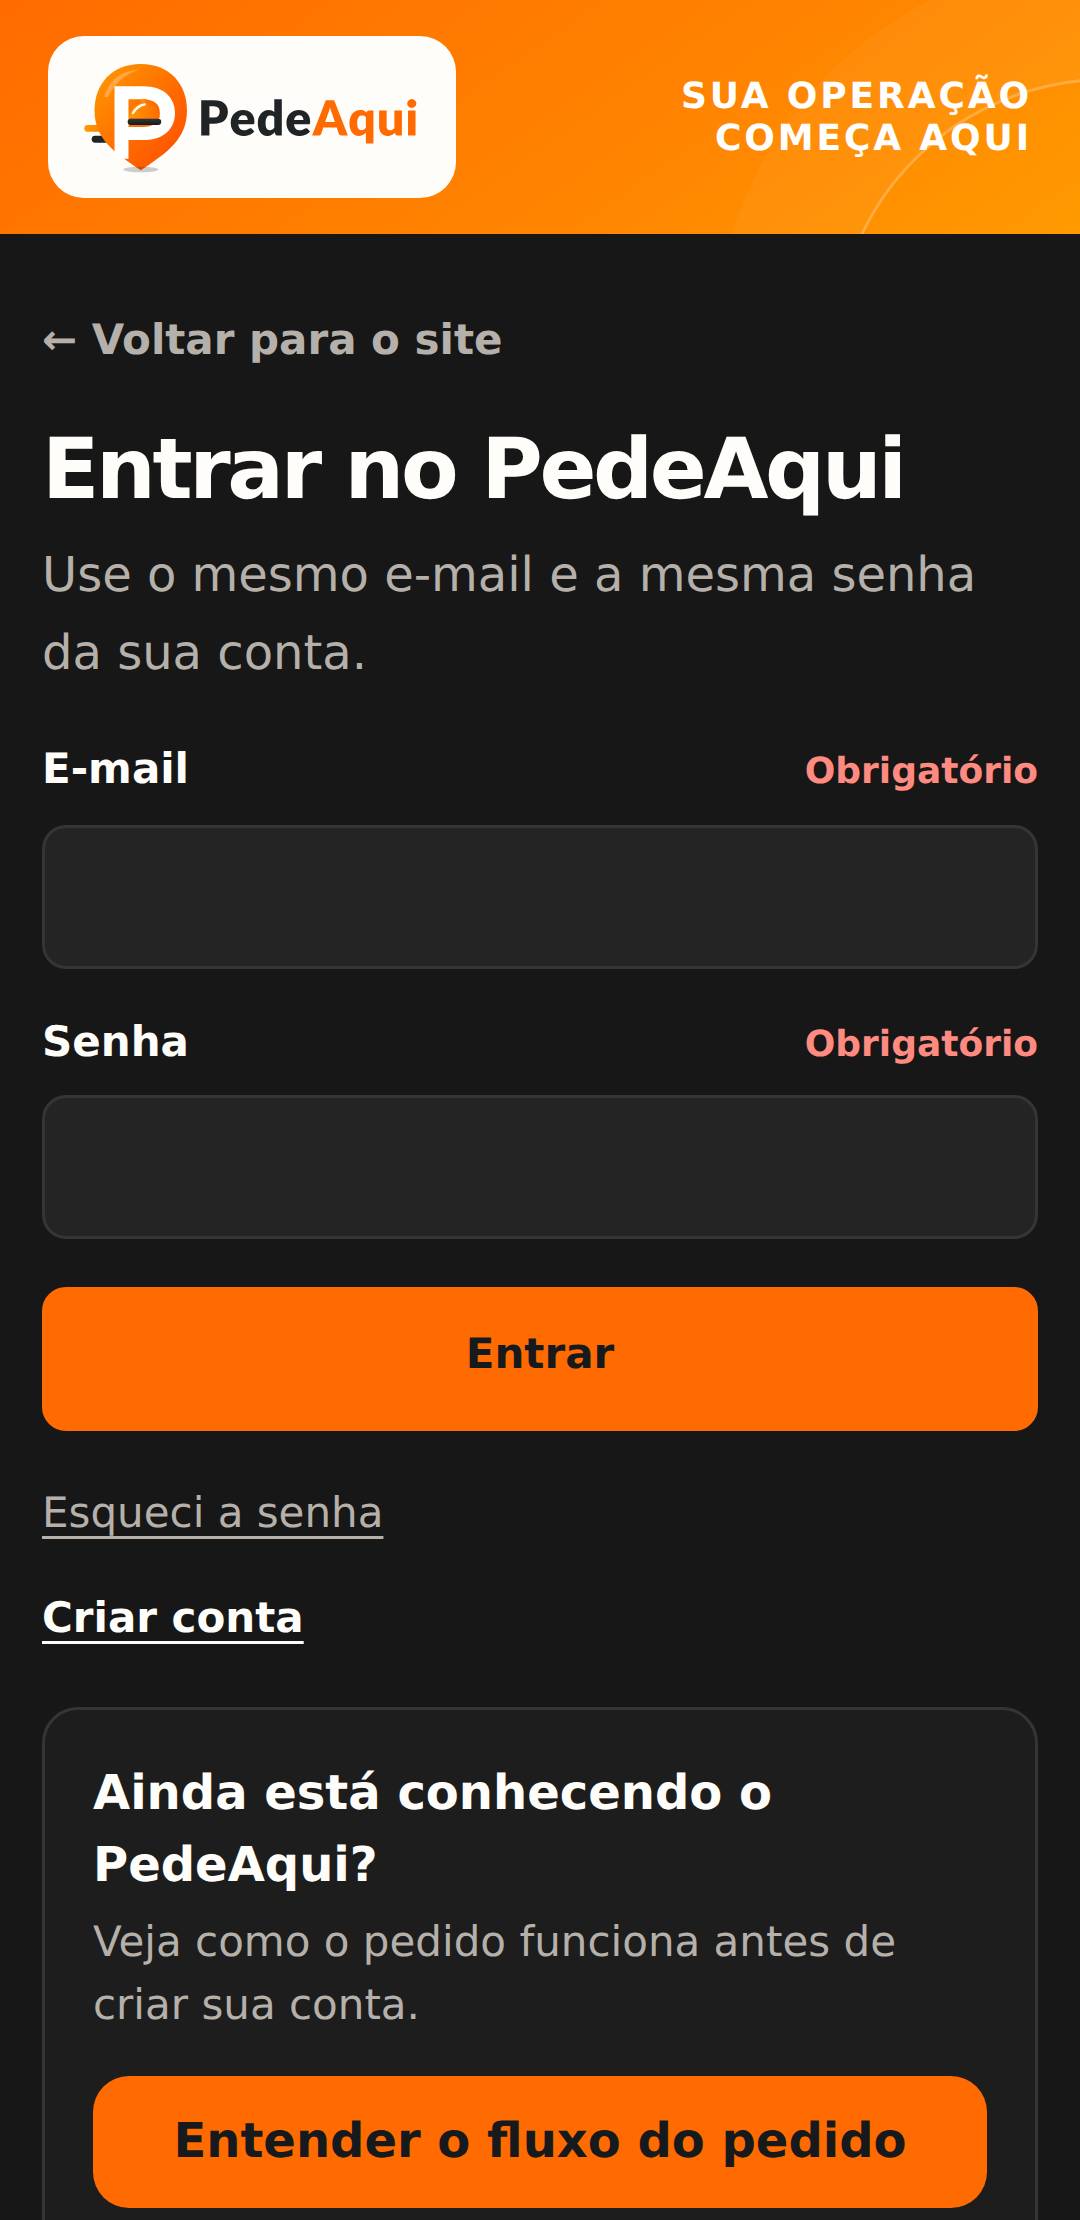 PedeAqui
SUA OPERAÇÃO
COMEÇA AQUI
← Voltar para o site
Entrar no PedeAqui
Use o mesmo e-mail e a mesma senha
da sua conta.
E-mail
Obrigatório
Senha
Obrigatório
Entrar
Esqueci a senha
Criar conta
Ainda está conhecendo o
PedeAqui?
Veja como o pedido funciona antes de
criar sua conta.
Entender o fluxo do pedido